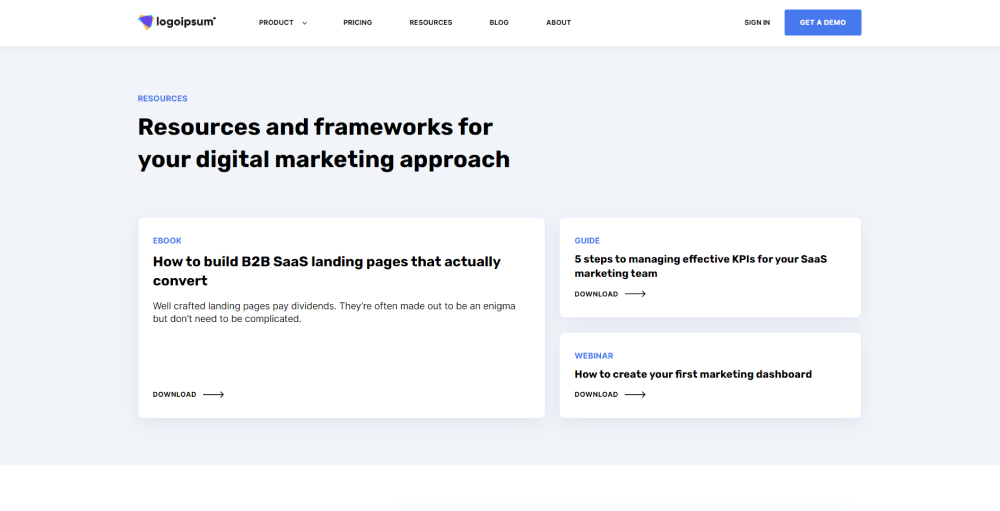 logoipsum
PRODUCT
PRICING
RESOURCES
BLOG
ABOUT
SIGN IN
GET A DEMO
RESOURCES
Resources and frameworks for
your digital marketing approach
EBOOK
How to build B2B SaaS landing pages that actually
convert
Well crafted landing pages pay dividends. They're often made out to be an enigma
but don't need to be complicated.
DOWNLOAD
GUIDE
5 steps to managing effective KPIs for your SaaS
marketing team
DOWNLOAD
WEBINAR
How to create your first marketing dashboard
DOWNLOAD